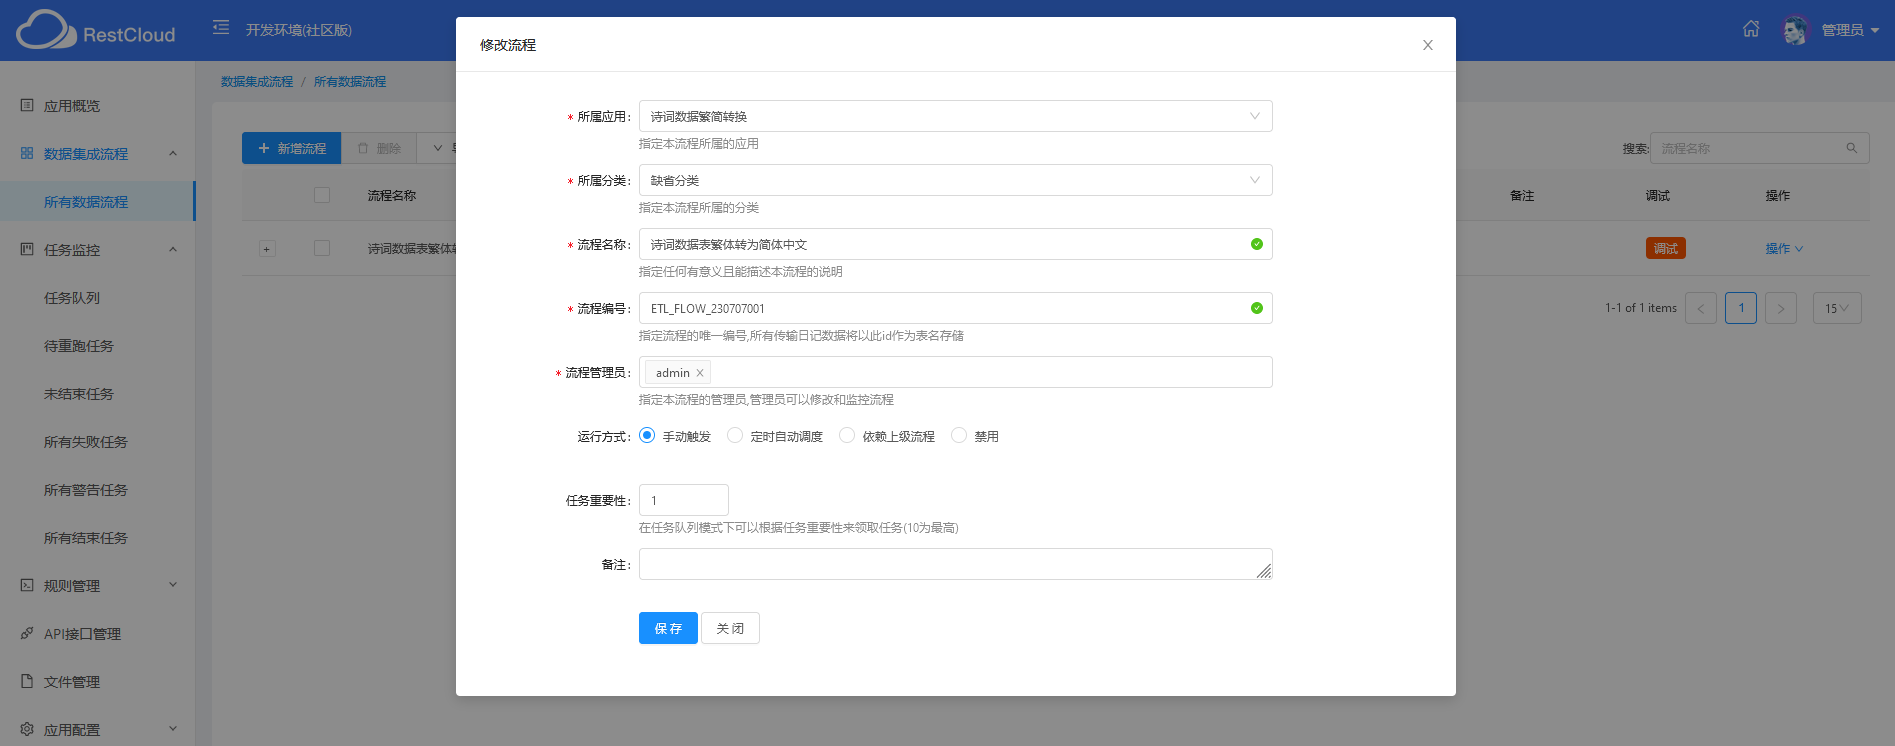 RestCloud
开发环境(社区版)
管理员
应用概览
数据集成流程
所有数据流程
任务监控
任务队列
待重跑任务
未结束任务
所有失败任务
所有警告任务
所有结束任务
规则管理
API接口管理
文件管理
应用配置
数据集成流程 / 所有数据流程
新增流程
删除
搜索:
流程名称
流程名称
备注
调试
操作
诗词数据表繁体
调试
操作
1-1 of 1 items
1
15
修改流程
* 所属应用:
诗词数据繁简转换
指定本流程所属的应用
* 所属分类:
缺省分类
指定本流程所属的分类
* 流程名称:
诗词数据表繁体转为简体中文
指定任何有意义且能描述本流程的说明
* 流程编号:
ETL_FLOW_230707001
指定流程的唯一编号,所有传输日记数据将以此id作为表名存储
* 流程管理员:
admin
指定本流程的管理员,管理员可以修改和监控流程
运行方式:
手动触发
定时自动调度
依赖上级流程
禁用
任务重要性:
1
在任务队列模式下可以根据任务重要性来领取任务(10为最高)
备注:
保存
关闭